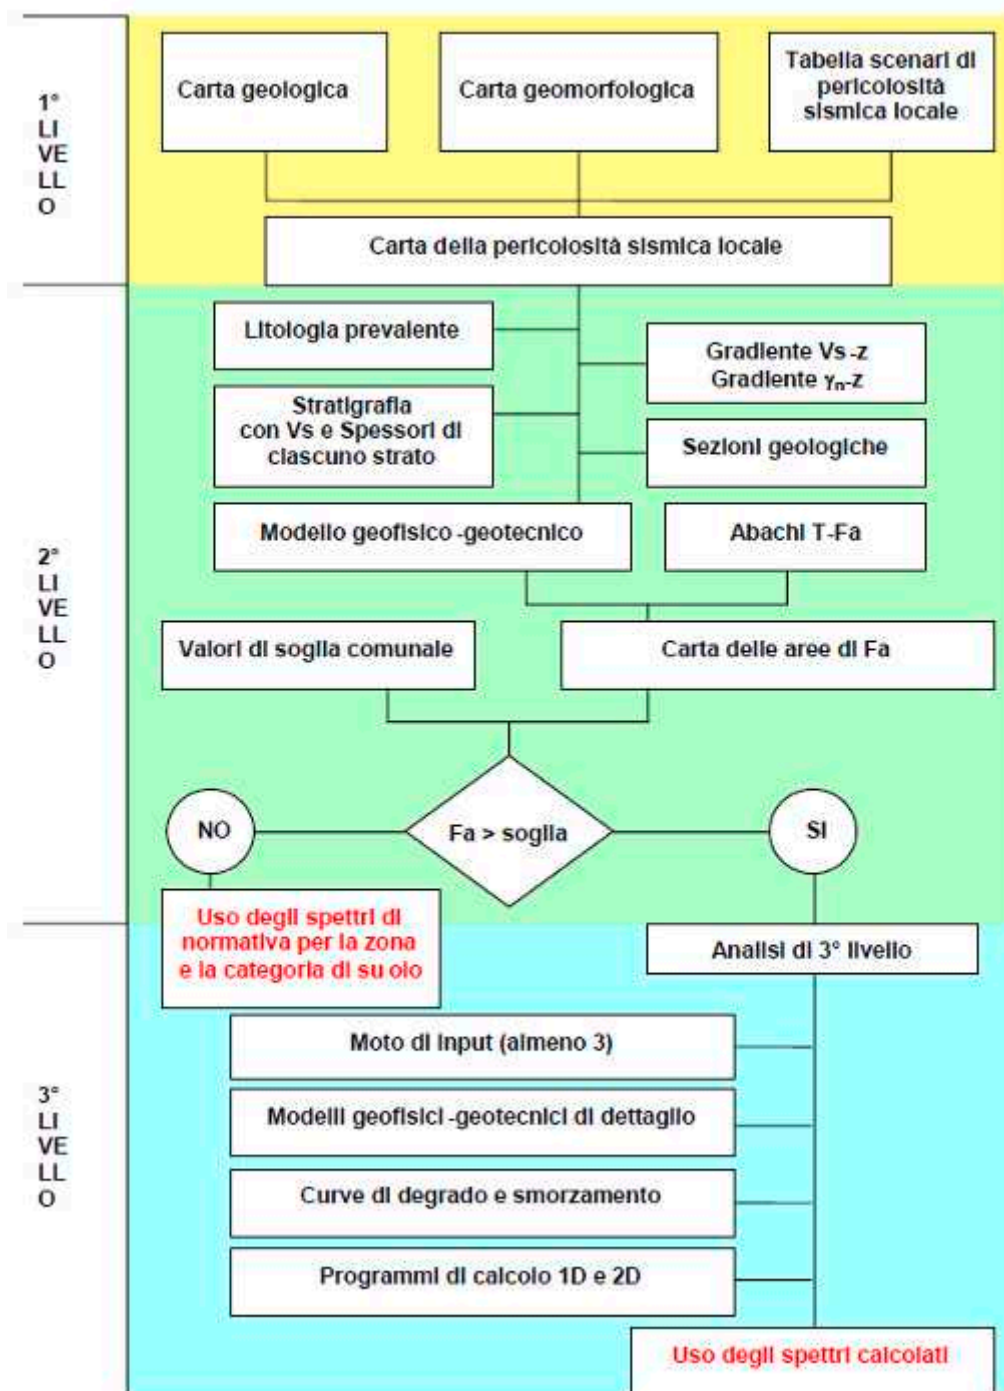 1°
LI
VE
LL
O
Carta geologica
Carta geomorfologica
Tabella scenari di
pericolosità
sismica locale
Carta della pericolosità sismica locale
2°
LI
VE
LL
O
Litologia prevalente
Gradiente Vs -z
Gradiente γn-z
Stratigrafia
con Vs e Spessori di
ciascuno strato
Sezioni geologiche
Modello geofisico -geotecnico
Abachi T-Fa
Valori di soglia comunale
Carta delle aree di Fa
NO
Fa > soglia
SI
Uso degli spettri di
normativa per la zona
e la categoria di su olo
3°
LI
VE
LL
O
Analisi di 3° livello
Moto di input (almeno 3)
Modelli geofisici -geotecnici di dettaglio
Curve di degrado e smorzamento
Programmi di calcolo 1D e 2D
Uso degli spettri calcolati